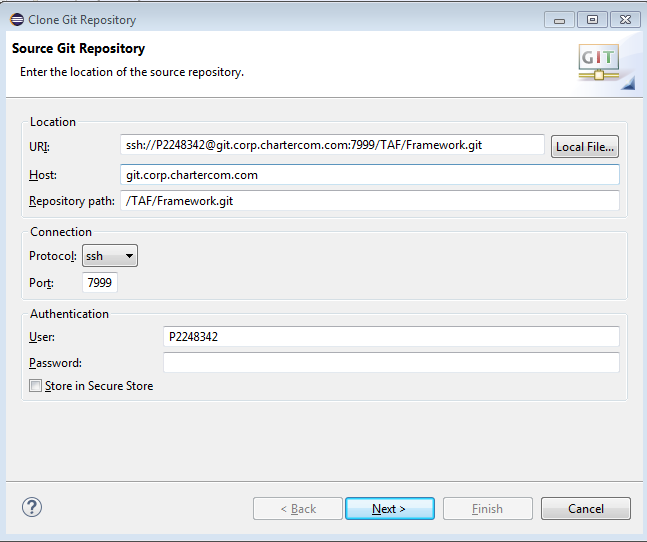 Clone Git Repository
Source Git Repository
Enter the location of the source repository.
GIT
Location
URI: ssh://P2248342@git.corp.chartercom.com:7999/TAF/Framework.git Local File...
Host: git.corp.chartercom.com
Repository path: /TAF/Framework.git
Connection
Protocol: ssh
Port: 7999
Authentication
User: P2248342
Password:
Store in Secure Store
? < Back Next > Finish Cancel